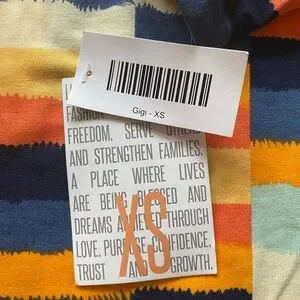 Gigi - XS
FASHION
FREEDOM, SERVE OTHERS
AND STRENGTHEN FAMILIES.
A PLACE WHERE LIVES
ARE BEING BLESSED AND
DREAMS ACHIEVED THROUGH
LOVE, PURPOSE, CONFIDENCE,
TRUST AND GROWTH.
XS